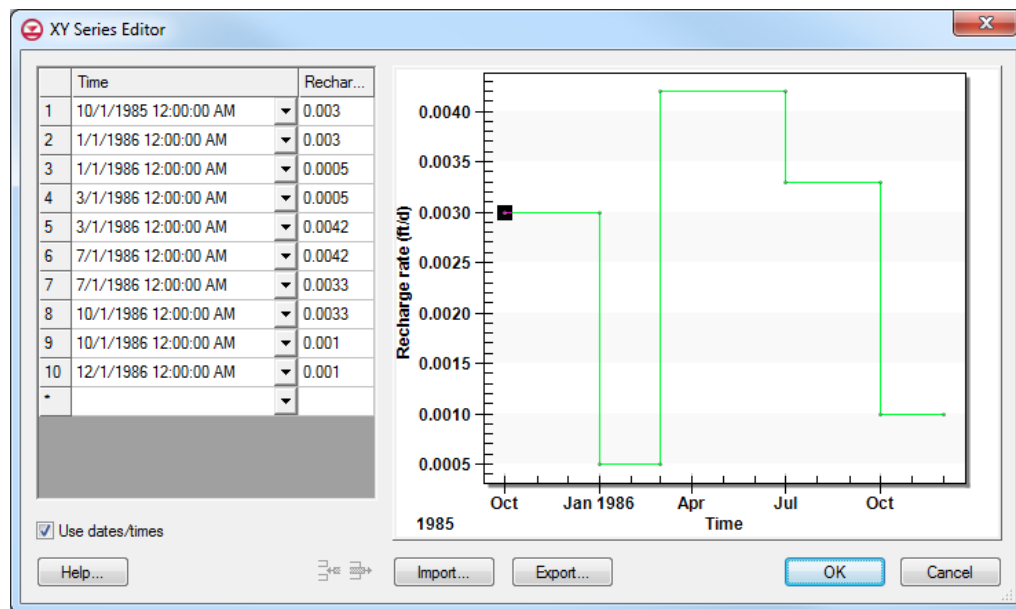 XY Series Editor
Time Rechar...
1 10/1/1985 12:00:00 AM 0.003
2 1/1/1986 12:00:00 AM 0.003
3 1/1/1986 12:00:00 AM 0.0005
4 3/1/1986 12:00:00 AM 0.0005
5 3/1/1986 12:00:00 AM 0.0042
6 7/1/1986 12:00:00 AM 0.0042
7 7/1/1986 12:00:00 AM 0.0033
8 10/1/1986 12:00:00 AM 0.0033
9 10/1/1986 12:00:00 AM 0.001
10 12/1/1986 12:00:00 AM 0.001
*
Use dates/times
Recharge rate (ft/d)
0.0040
0.0035
0.0030
0.0025
0.0020
0.0015
0.0010
0.0005
Oct Jan 1986 Apr Jul Oct
1985 Time
Help... Import... Export... OK Cancel